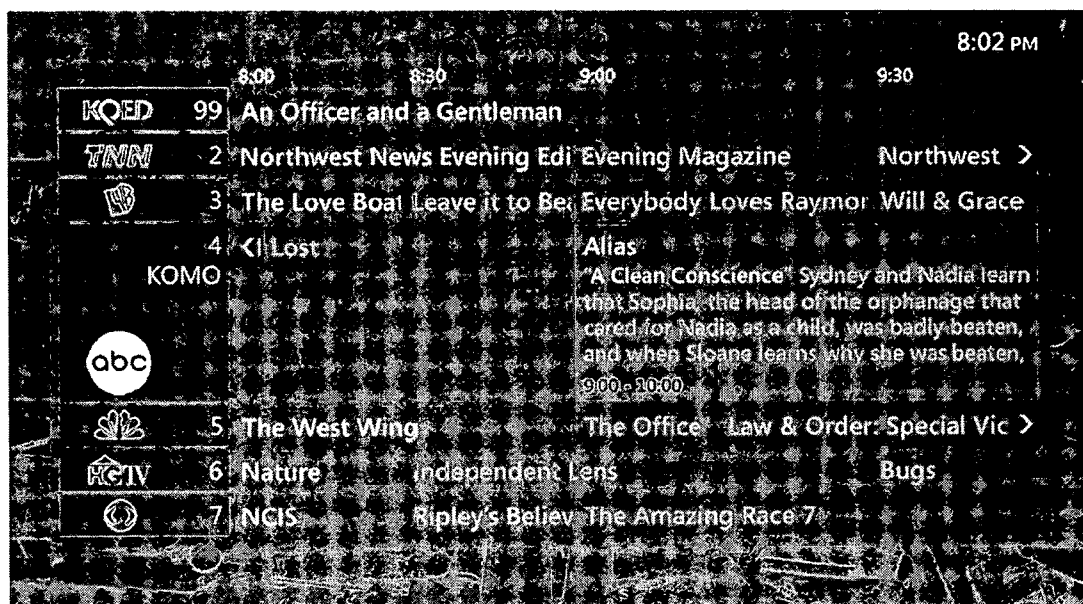 8:02 PM
8:00 8:30 9:00 9:30
KQED 99 An Officer and a Gentleman
TNN 2 Northwest News Evening Edi Evening Magazine Northwest >
3 The Love Boat Leave it to Be Everybody Loves Raymor Will & Grace
4 < Lost Alias
KOMO "A Clean Conscience" Sydney and Nadia learn
that Sophia, the head of the orphanage that
cared for Nadia as a child, was badly beaten,
abc and when Sloane learns why she was beaten,
9:00 - 10:00
5 The West Wing The Office Law & Order: Special Vic >
HGTV 6 Nature Independent Lens Bugs
7 NCIS Ripley's Believ The Amazing Race 7